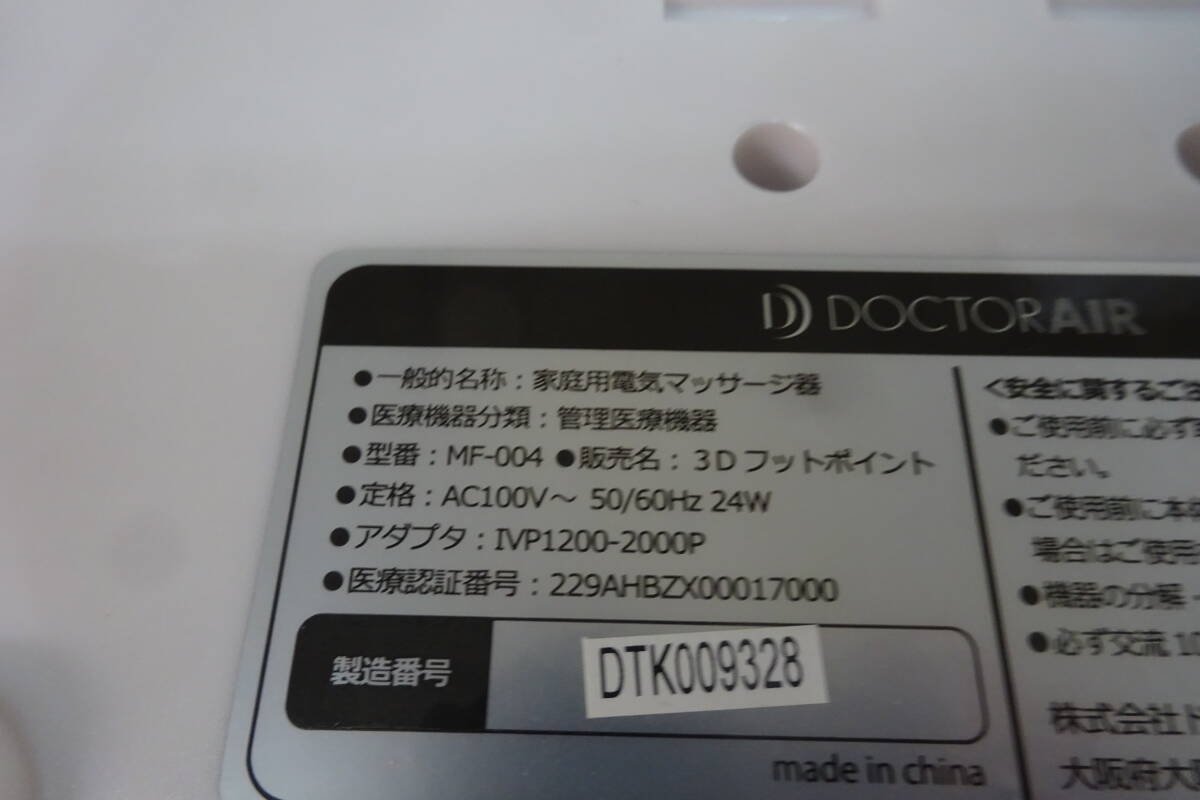 DOCTORAIR
●一般的名称：家庭用電気マッサージ器
●医療機器分類：管理医療機器
●型番：MF-004 ●販売名：3Dフットポイント
●定格：AC100V～ 50/60Hz 24W
●アダプタ：IVP1200-2000P
●医療認証番号：229AHBZX00017000
製造番号
DTK009328
made in china
<安全に関するご注
●ご使用前に必ず
ださい。
●ご使用前に本
場合はご使用
●機器の分解
●必ず交流10
株式会社
大阪府大